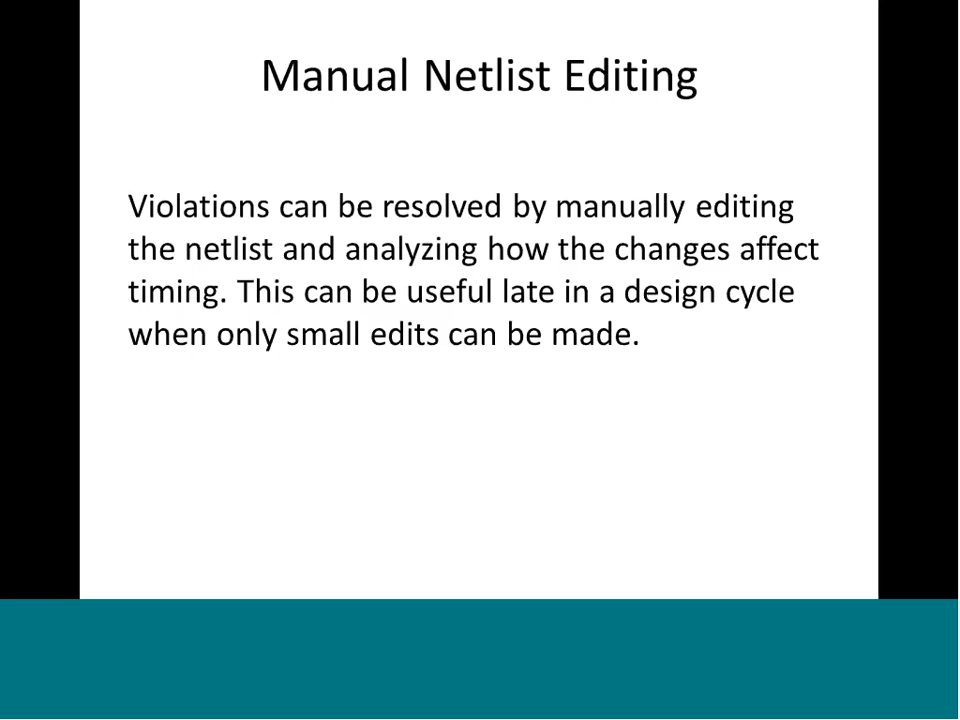 Manual Netlist Editing
Violations can be resolved by manually editing
the netlist and analyzing how the changes affect
timing. This can be useful late in a design cycle
when only small edits can be made.